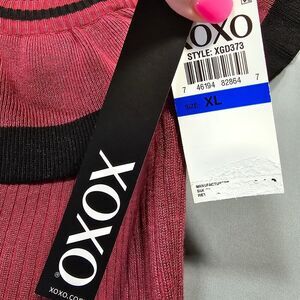 XOXO
STYLE: XGD373
7 46194 82864 7
SIZE: XL
XOXO
®
xoxo.com